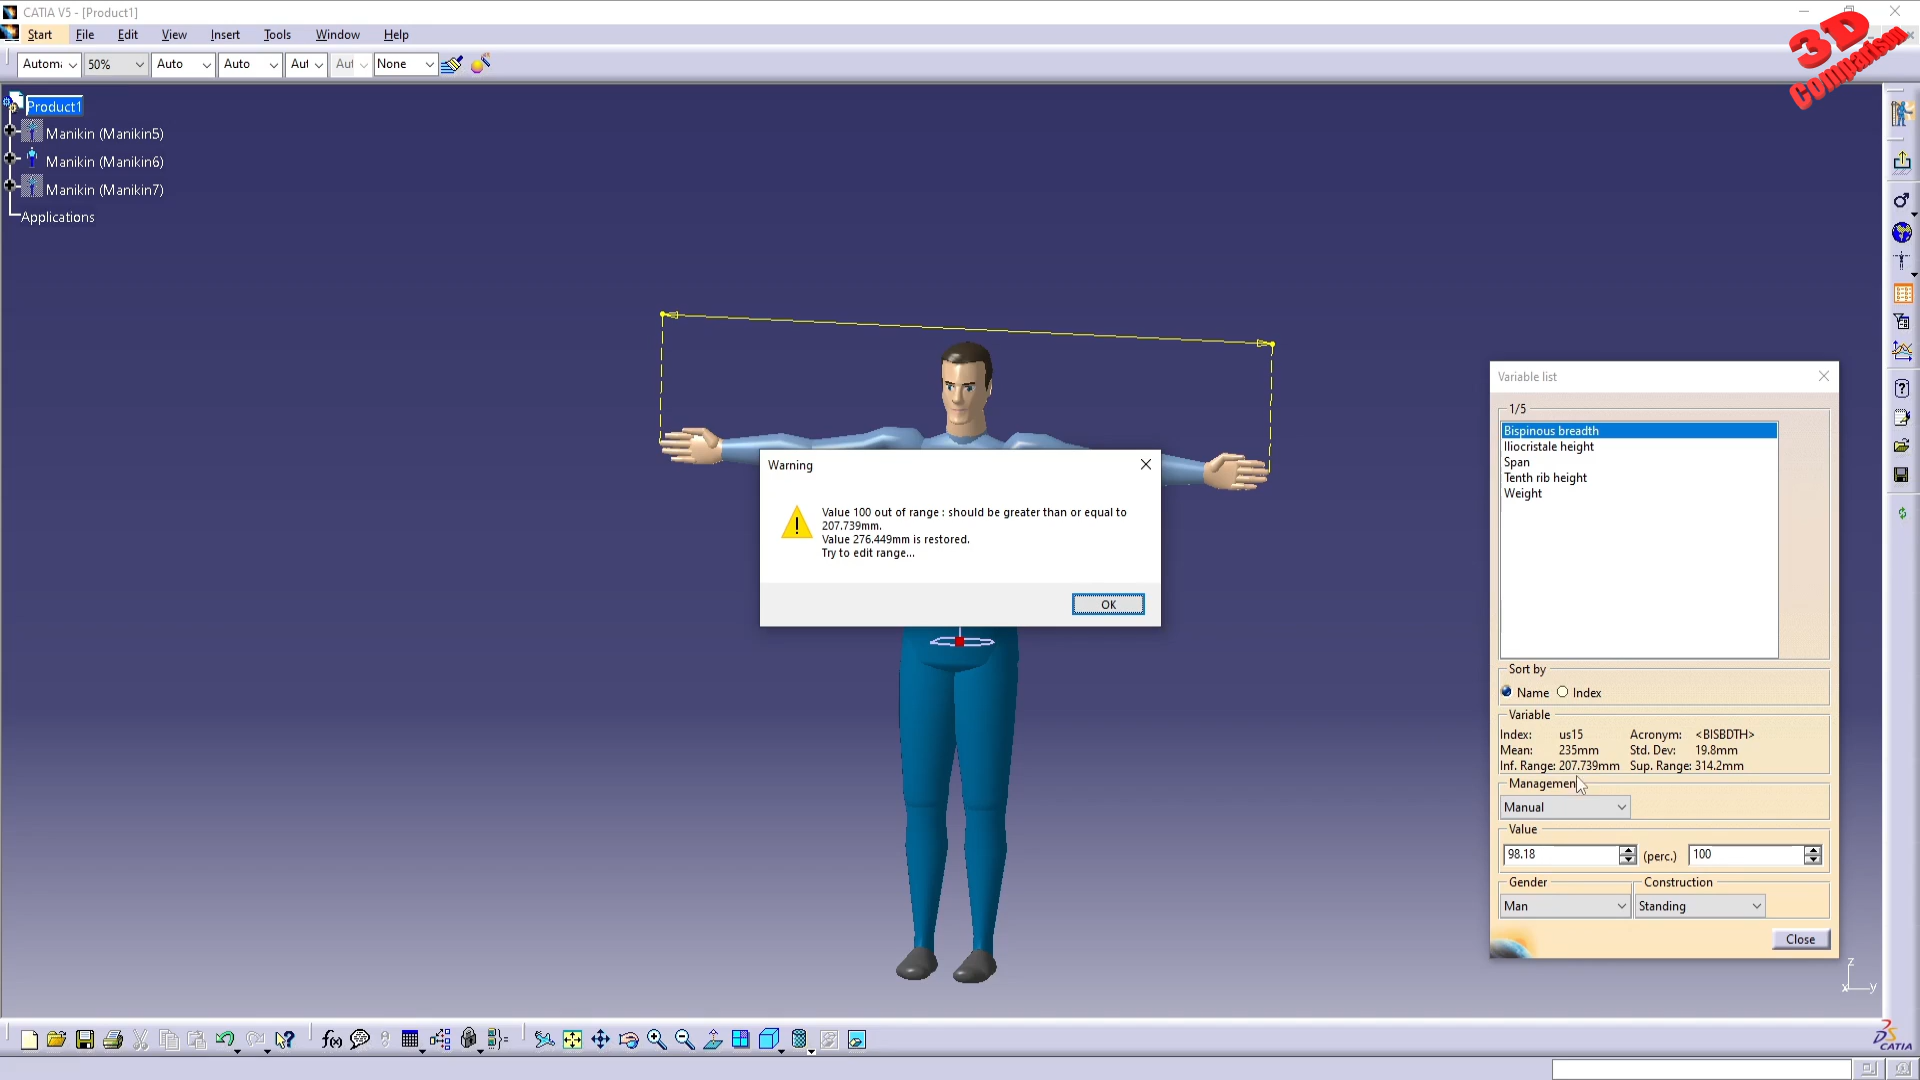 CATIA V5 - [Product1]
Start File Edit View Insert Tools Window Help
3D
Comparison
Autom 50% Auto Auto Aut Aut None
Product1
Manikin (Manikin5)
Manikin (Manikin6)
Manikin (Manikin7)
Applications
Warning
Value 100 out of range : should be greater than or equal to
207.739mm.
Value 276.449mm is restored.
Try to edit range...
OK
Variable list
1/5
Bispinous breadth
Iliocristale height
Span
Tenth rib height
Weight
Sort by
Name Index
Variable
Index: us15 Acronym: <BISBDTH>
Mean: 235mm Std. Dev: 19.8mm
Inf. Range: 207.739mm Sup. Range: 314.2mm
Management
Manual
Value
98.18 (perc.) 100
Gender Construction
Man Standing
Close
z
x y
f(x)
DS
CATIA